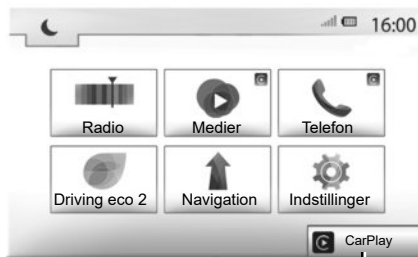 16:00
Radio Medier Telefon
Driving eco 2 Navigation Indstillinger
CarPlay